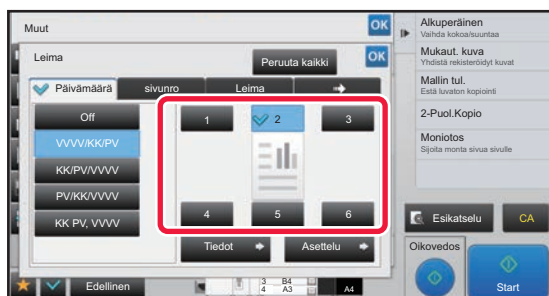 Muut
OK
Leima
Peruuta kaikki
OK
Päivämäärä
sivunro
Leima
Off
VVVV/KK/PV
KK/PV/VVVV
PV/KK/VVVV
KK PV, VVVV
1
2
3
4
5
6
Tiedot
Asettelu
Edellinen
3 B4
4 A3
A4
Alkuperäinen
Vaihda kokoa/suuntaa
Mukaut. kuva
Yhdistä rekisteröidyt kuvat
Mallin tul.
Estä luvaton kopiointi
2-Puol.Kopio
Moniotos
Sijoita monta sivua sivulle
Esikatselu
CA
Oikovedos
Start